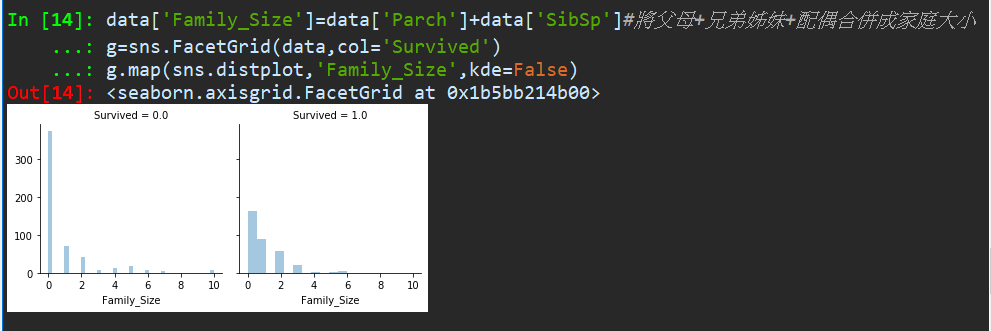 In [14]: data['Family_Size']=data['Parch']+data['SibSp']#將父母+兄弟姊妹+配偶合併成家庭大小
...: g=sns.FacetGrid(data,col='Survived')
...: g.map(sns.distplot,'Family_Size',kde=False)
Out[14]: <seaborn.axisgrid.FacetGrid at 0x1b5bb214b00>
Survived = 0.0 Survived = 1.0
300
200
100
0
0 2 4 6 8 10 0 2 4 6 8 10
Family_Size Family_Size